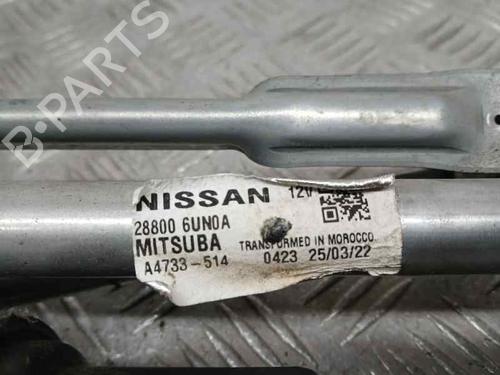 B-PARTS
NISSAN 12V
28800 6UN0A
MITSUBA TRANSFORMED IN MOROCCO
A4733-514 0423 25/03/22